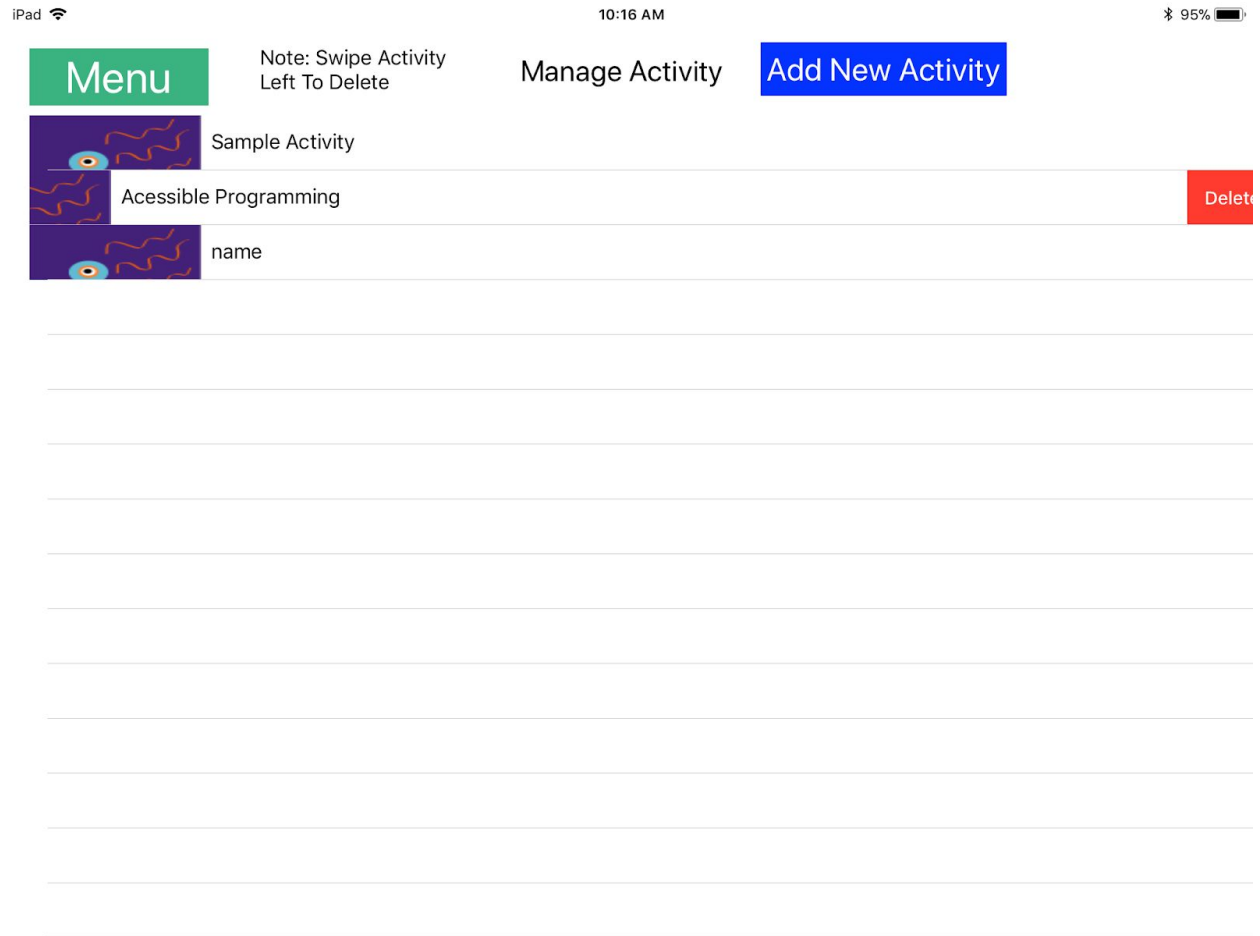 iPad 10:16 AM 95%
Menu
Note: Swipe Activity
Left To Delete
Manage Activity
Add New Activity
Sample Activity
Acessible Programming
Delete
name